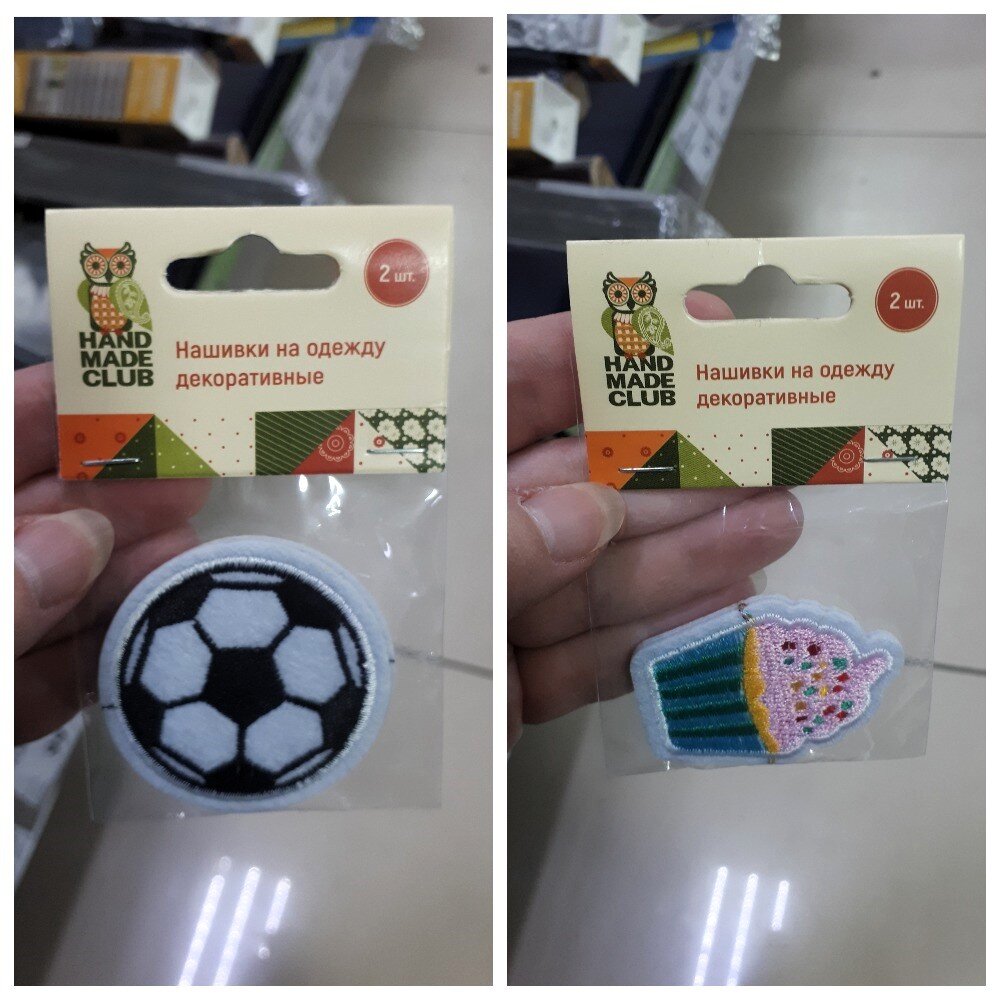 2 шт.
HAND
MADE
CLUB
Нашивки на одежду
декоративные
2 шт.
HAND
MADE
CLUB
Нашивки на одежду
декоративные